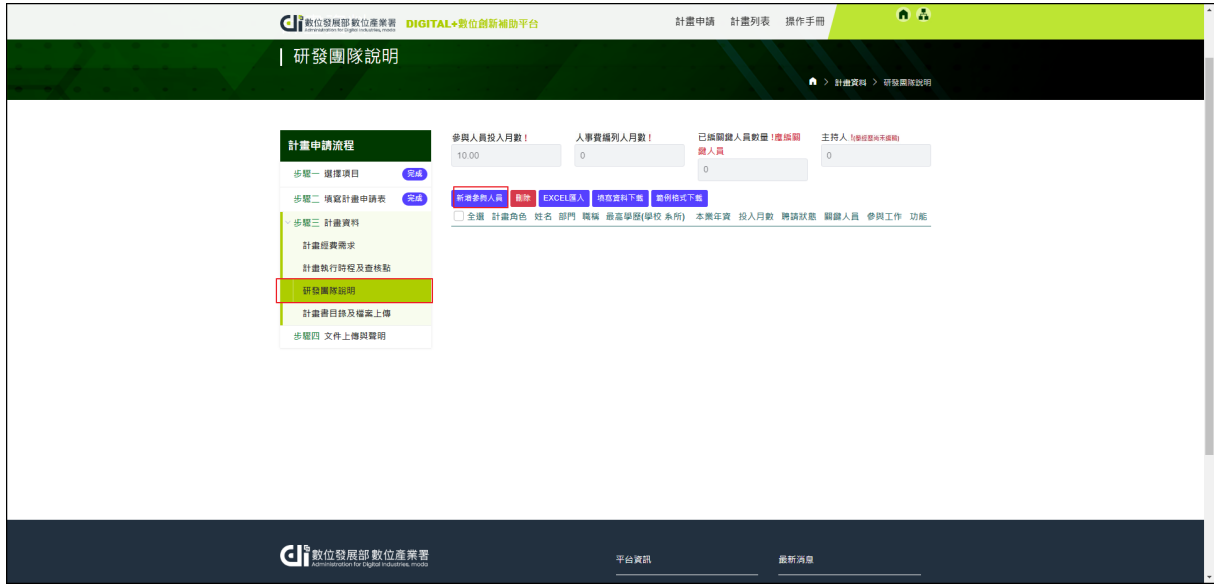 數位發展部 數位產業署 DIGITAL+數位創新補助平台 計畫申請 計畫列表 操作手冊
Administration for Digital Industries, moda
研發團隊說明
> 計畫資料 > 研發團隊說明
計畫申請流程
步驟一 選擇項目 完成
步驟二 填寫計畫申請表 完成
步驟三 計畫資料
計畫經費需求
計畫執行時程及查核點
研發團隊說明
計畫書目錄及檔案上傳
步驟四 文件上傳與聲明
參與人員投入月數! 人事費編列人月數! 已編關鍵人員數量!應編關鍵人員 主持人!(學經歷尚未編輯)
10.00 0 0 0
新增參與人員 刪除 EXCEL匯入 填寫資料下載 範例格式下載
全選 計畫角色 姓名 部門 職稱 最高學歷(學校 系所) 本業年資 投入月數 聘請狀態 關鍵人員 參與工作 功能
數位發展部 數位產業署
Administration for Digital Industries, moda
平台資訊 最新消息